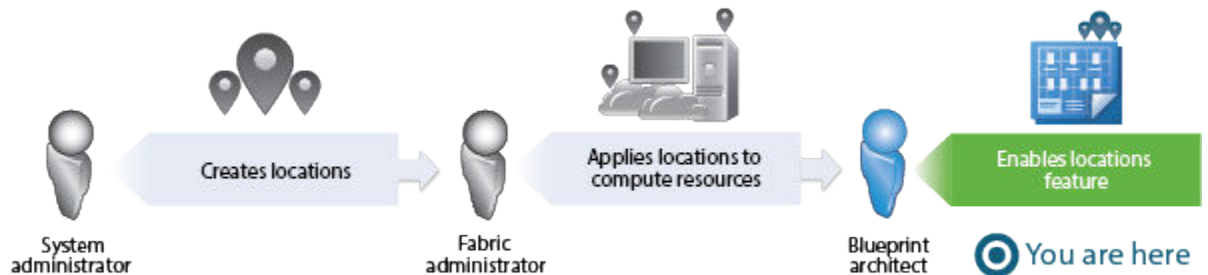 Creates locations
Applies locations to
compute resources
Enables locations
feature
System
administrator
Fabric
administrator
Blueprint
architect
You are here